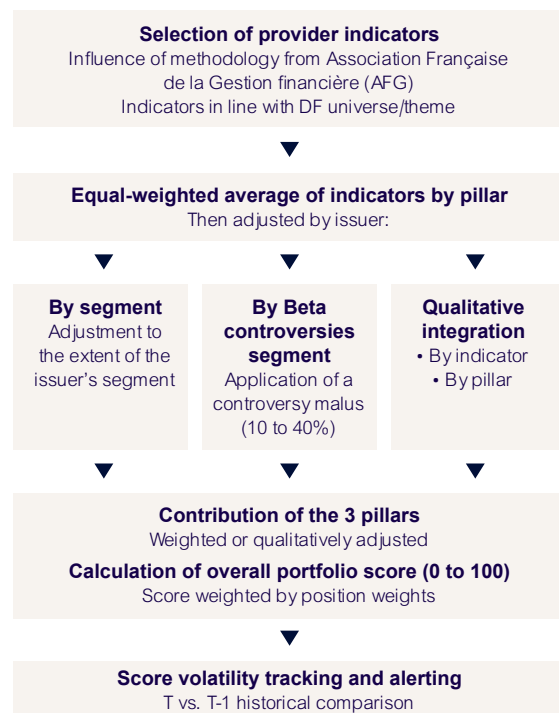 Selection of provider indicators
Influence of methodology from Association Française
de la Gestion financière (AFG)
Indicators in line with DF universe/theme
Equal-weighted average of indicators by pillar
Then adjusted by issuer:
By segment
Adjustment to
the extent of the
issuer's segment
By Beta
controversies
segment
Application of a
controversy malus
(10 to 40%)
Qualitative
integration
• By indicator
• By pillar
Contribution of the 3 pillars
Weighted or qualitatively adjusted
Calculation of overall portfolio score (0 to 100)
Score weighted by position weights
Score volatility tracking and alerting
T vs. T-1 historical comparison